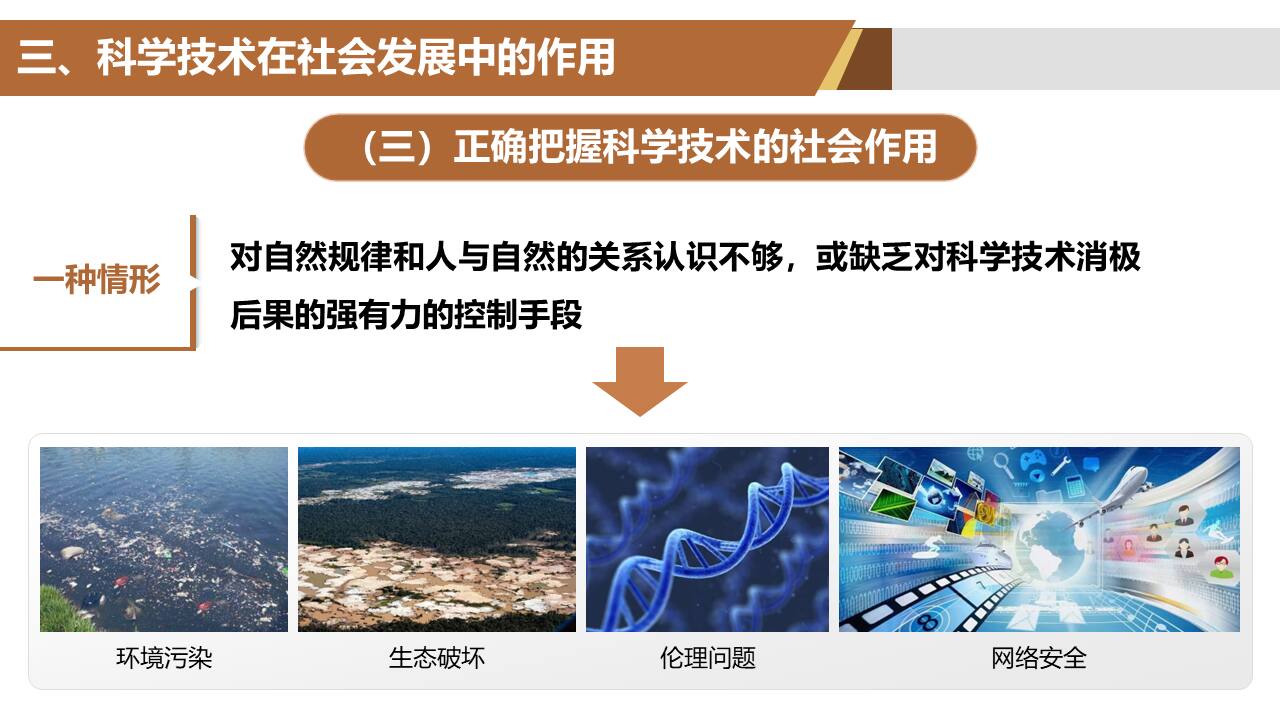 三、科学技术在社会发展中的作用
（三）正确把握科学技术的社会作用
一种情形
对自然规律和人与自然的关系认识不够，或缺乏对科学技术消极
后果的强有力的控制手段
环境污染
生态破坏
伦理问题
网络安全